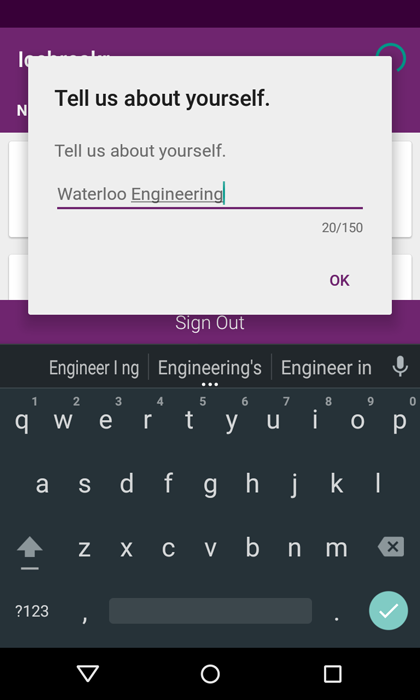 Tell us about yourself.
Tell us about yourself.
Waterloo Engineering
20/150
OK
Sign Out
Engineer I ng Engineering's Engineer in
1 2 3 4 5 6 7 8 9 0
q w e r t y u i o p
a s d f g h j k l
z x c v b n m
?123 , .